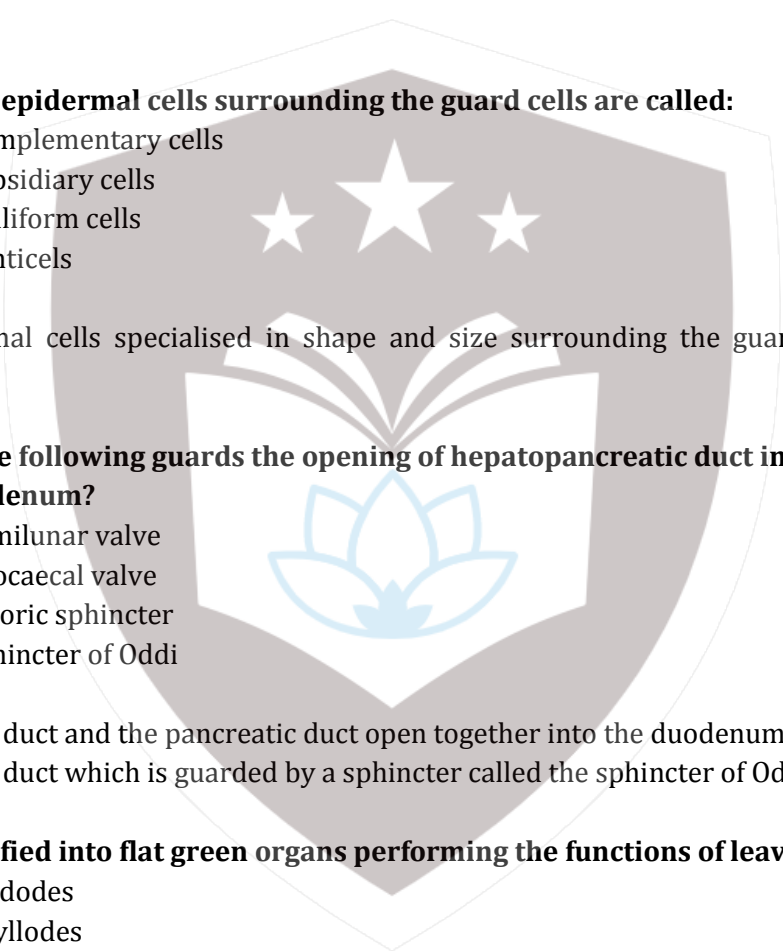 epidermal cells surrounding the guard cells are called:
mplementary cells
bsidiary cells
lliform cells
nticels
nal cells specialised in shape and size surrounding the guar
e following guards the opening of hepatopancreatic duct in
denum?
milunar valve
ocaecal valve
oric sphincter
hincter of Oddi
duct and the pancreatic duct open together into the duodenum
duct which is guarded by a sphincter called the sphincter of Od
fied into flat green organs performing the functions of leav
dodes
yllodes